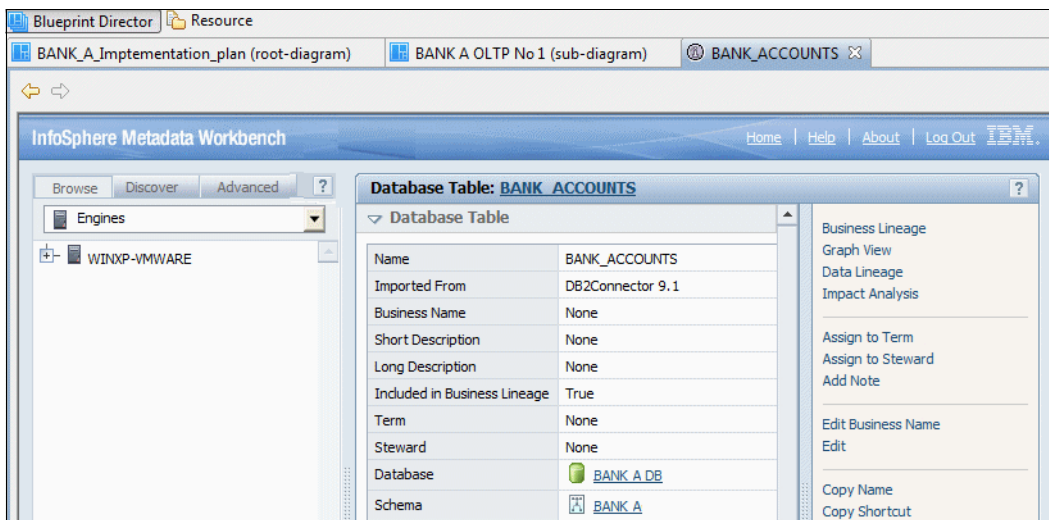 Blueprint Director Resource
BANK_A_Imptementation_plan (root-diagram) BANK A OLTP No 1 (sub-diagram) BANK_ACCOUNTS
InfoSphere Metadata Workbench Home | Help | About | Log Out IBM.
Browse Discover Advanced ?
Engines
WINXP-VMWARE
Database Table: BANK_ACCOUNTS ?
Database Table
Name BANK_ACCOUNTS
Imported From DB2Connector 9.1
Business Name None
Short Description None
Long Description None
Included in Business Lineage True
Term None
Steward None
Database BANK A DB
Schema BANK A
Business Lineage
Graph View
Data Lineage
Impact Analysis
Assign to Term
Assign to Steward
Add Note
Edit Business Name
Edit
Copy Name
Copy Shortcut